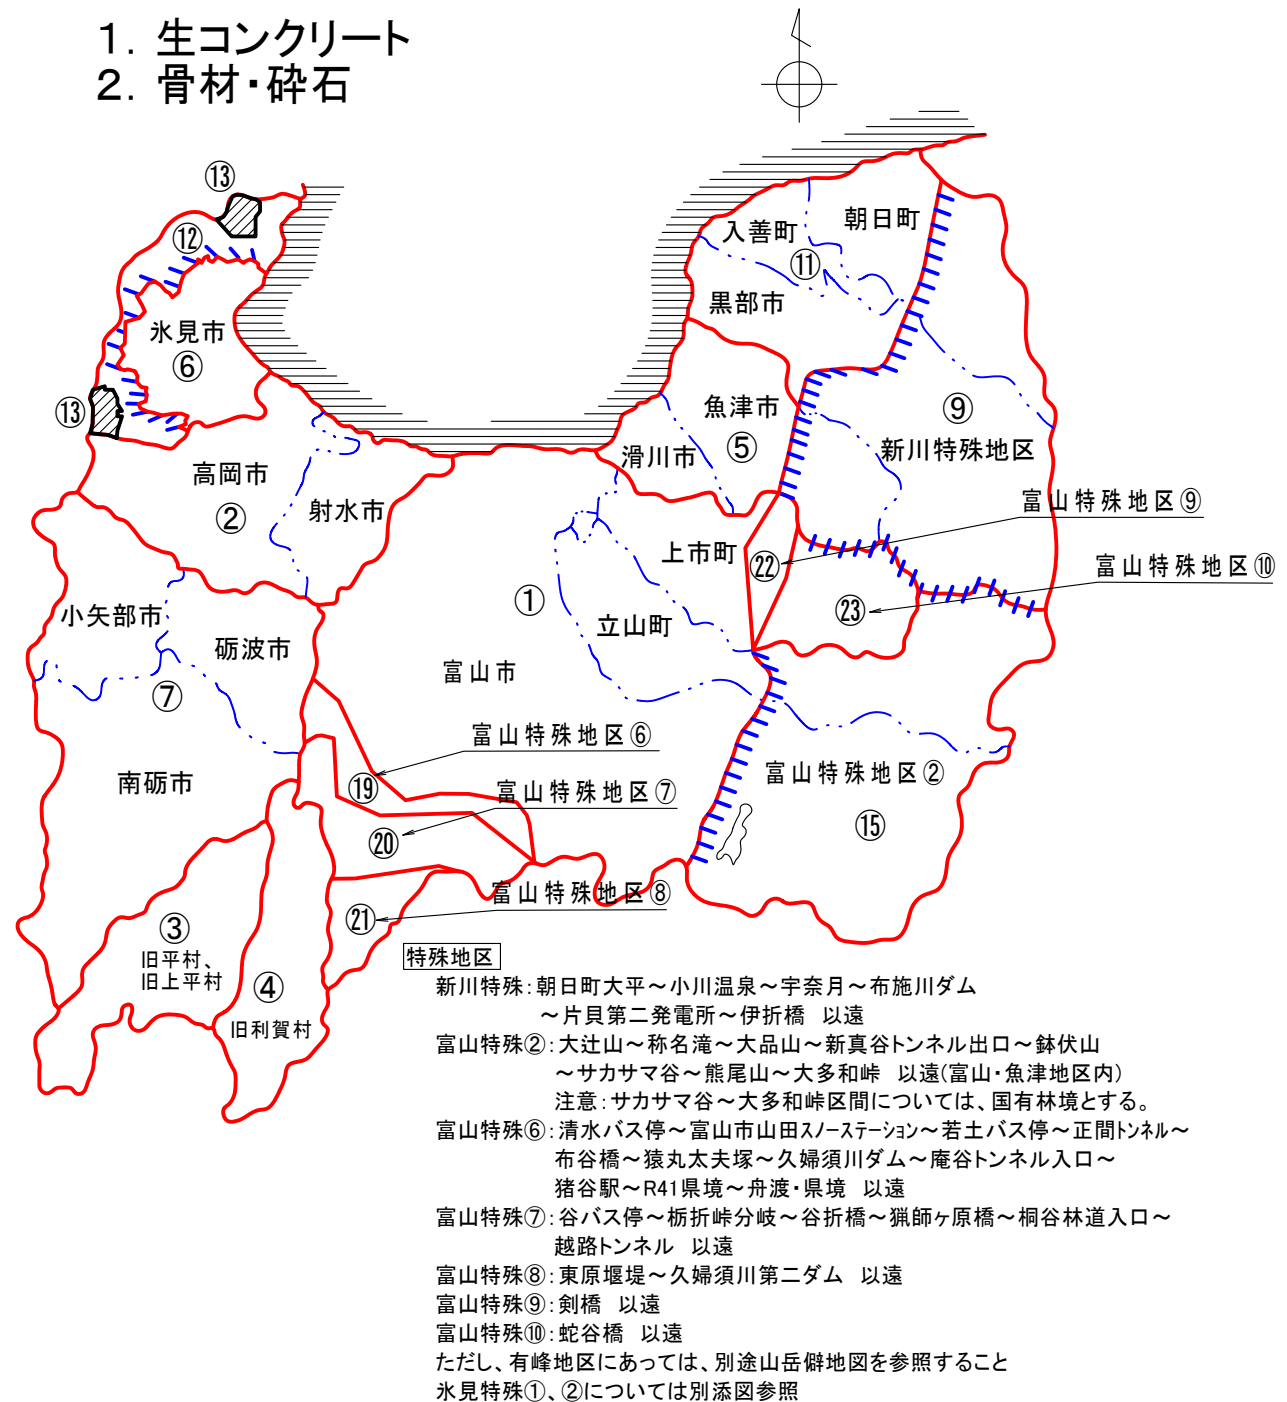 1. 生コンクリート
2. 骨材・砕石
⑬
⑫
氷見市
⑥
⑬
入善町
朝日町
⑪
黒部市
魚津市
⑤
滑川市
⑨
新川特殊地区
高岡市
②
射水市
富山特殊地区⑨
上市町
㉒
富山特殊地区⑩
㉓
①
立山町
小矢部市
砺波市
⑦
富山市
富山特殊地区⑥
南砺市
⑲
富山特殊地区⑦
⑳
富山特殊地区②
⑮
富山特殊地区⑧
㉑
③
旧平村、
旧上平村
④
旧利賀村
特殊地区
新川特殊:朝日町大平～小川温泉～宇奈月～布施川ダム
～片貝第二発電所～伊折橋 以遠
富山特殊②:大辻山～称名滝～大品山～新真谷トンネル出口～鉢伏山
～サカサマ谷～熊尾山～大多和峠 以遠(富山・魚津地区内)
注意:サカサマ谷～大多和峠区間については、国有林境とする。
富山特殊⑥:清水バス停～富山市山田スノーステーション～若土バス停～正間トンネル～
布谷橋～猿丸太夫塚～久婦須川ダム～庵谷トンネル入口～
猪谷駅～R41県境～舟渡・県境 以遠
富山特殊⑦:谷バス停～栃折峠分岐～谷折橋～猟師ヶ原橋～桐谷林道入口～
越路トンネル 以遠
富山特殊⑧:東原堰堤～久婦須川第二ダム 以遠
富山特殊⑨:剣橋 以遠
富山特殊⑩:蛇谷橋 以遠
ただし、有峰地区にあっては、別途山岳僻地図を参照すること
氷見特殊①、②については別添図参照